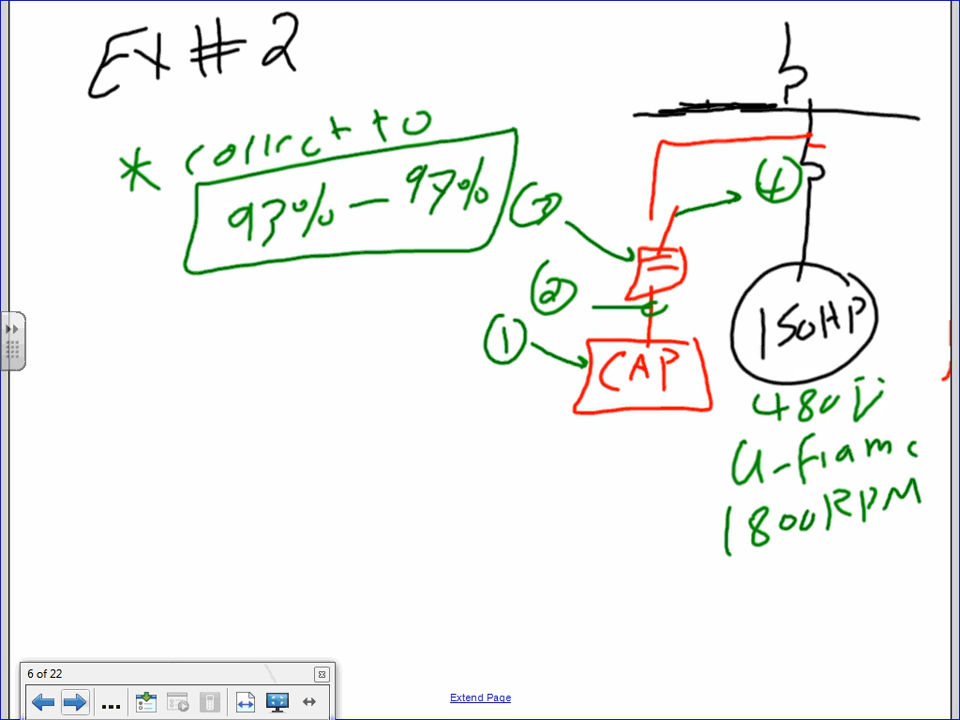 Ex # 2
* correct to
93% – 97%
③
④
②
①
CAP
150HP
480V
U-Frame
1800RPM
6 of 22
Extend Page